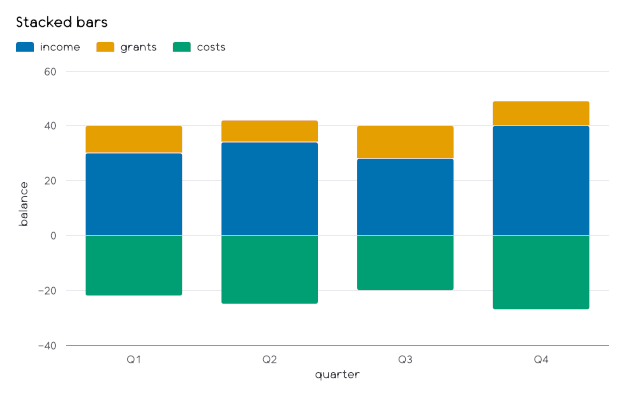 Stacked bars
income grants costs
60
40
20
0
−20
−40
balance
Q1 Q2 Q3 Q4
quarter